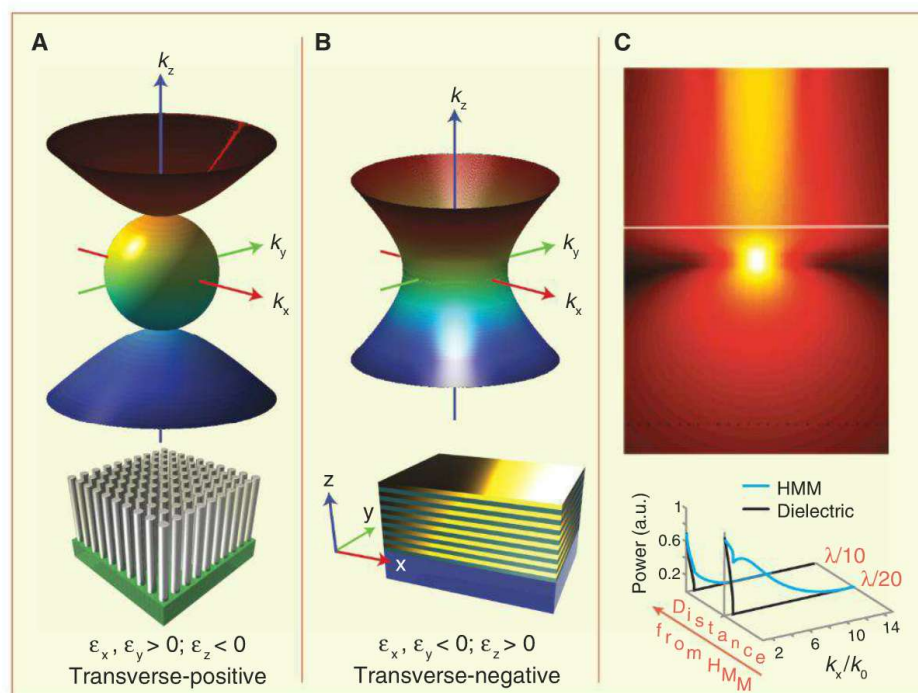 A
k_z
k_y
k_x
ε_x, ε_y > 0; ε_z < 0
Transverse-positive
B
k_z
k_y
k_x
z
y
x
ε_x, ε_y < 0; ε_z > 0
Transverse-negative
C
HMM
Dielectric
Power (a.u.)
1
0.6
0.2
λ/10
λ/20
Distance
from HMM
2
6
10
14
k_x/k_0